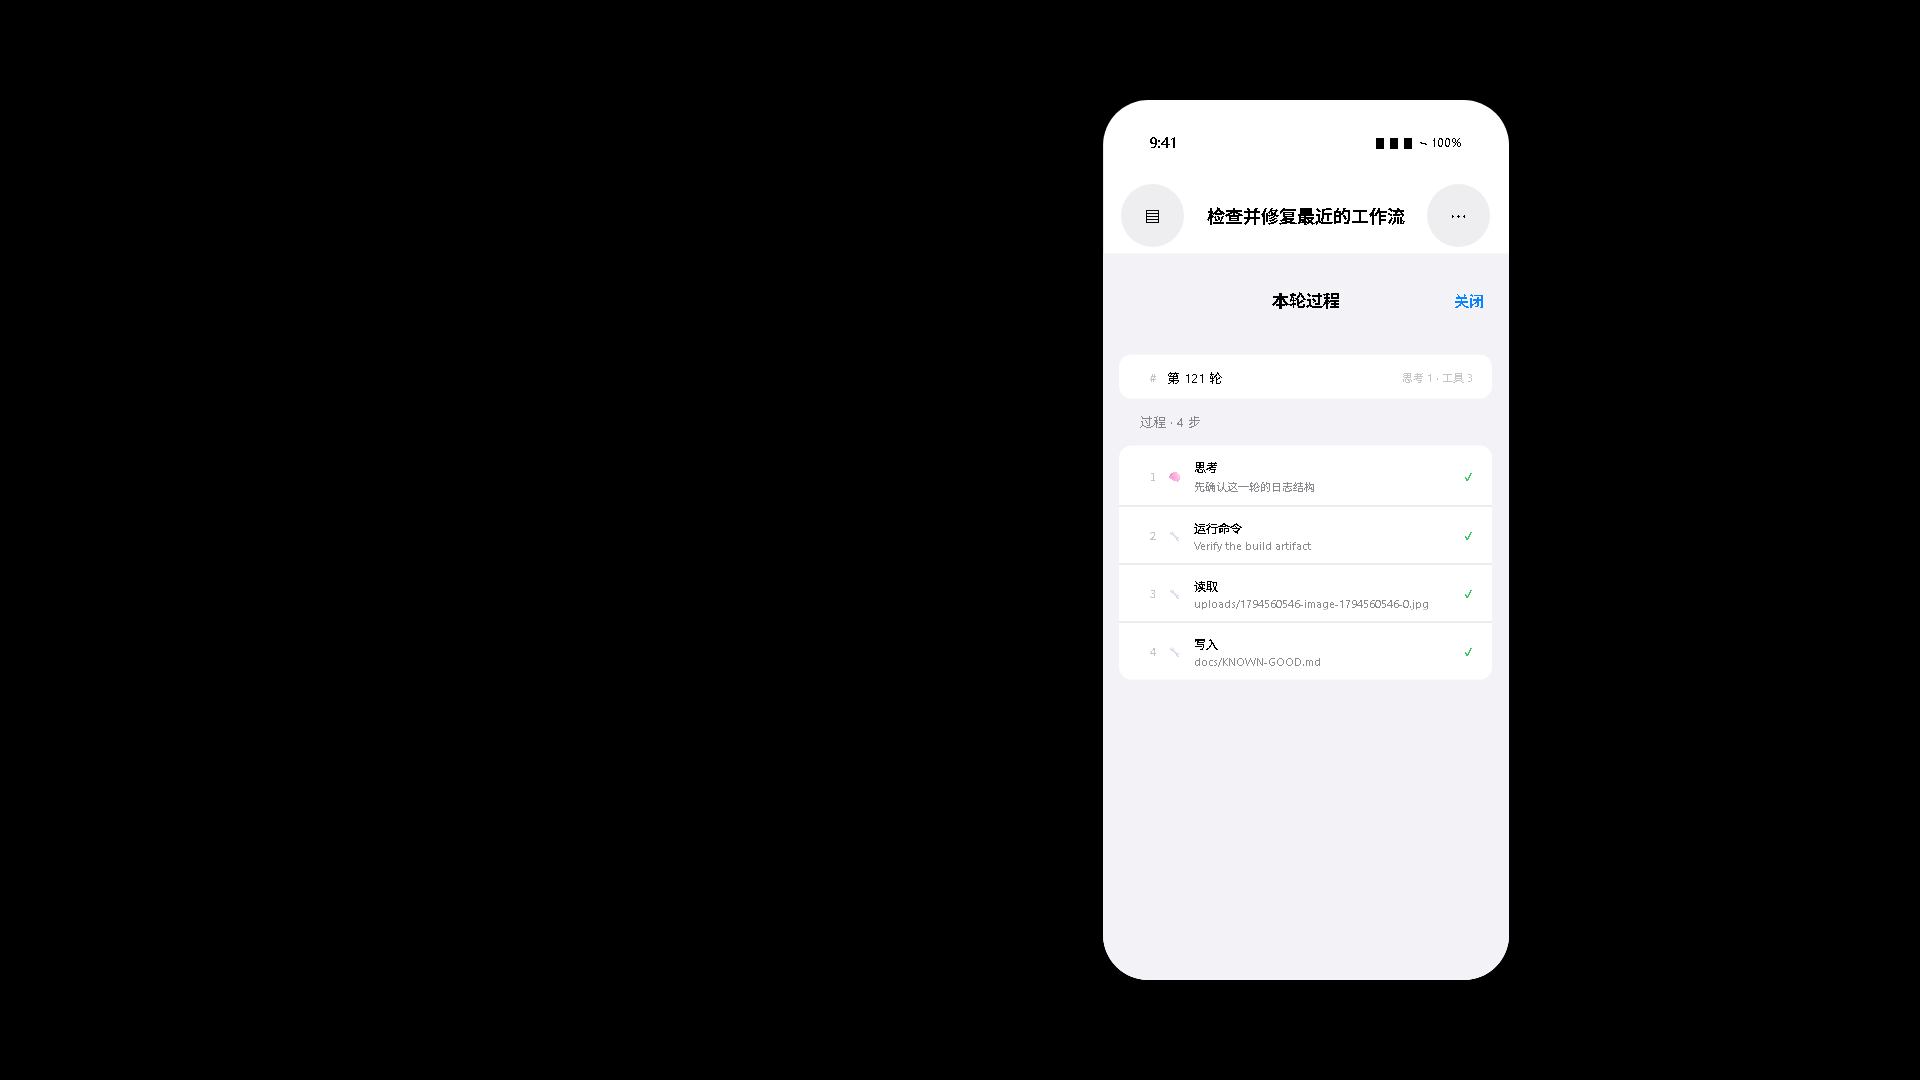 9:41
100%
检查并修复最近的工作流
本轮过程
关闭
# 第 121 轮
思考 1 · 工具 3
过程 · 4 步
1 思考 ✓
先确认这一轮的日志结构
2 运行命令 ✓
Verify the build artifact
3 读取 ✓
uploads/1794560546-image-1794560546-0.jpg
4 写入 ✓
docs/KNOWN-GOOD.md